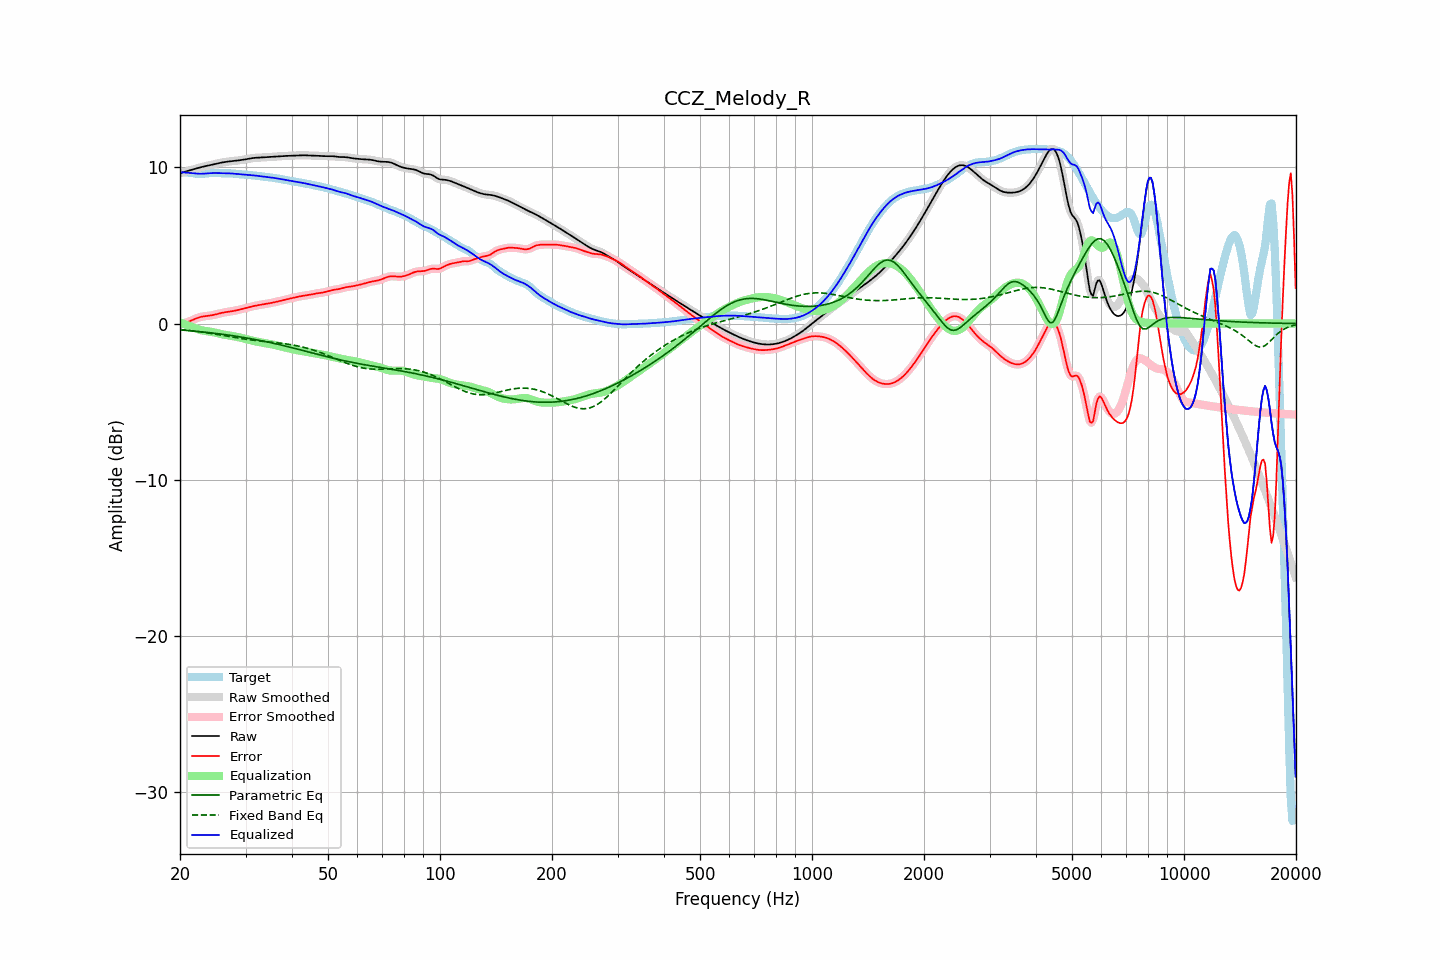 CCZ_Melody_R
10
0
−10
−20
−30
Amplitude (dBr)
Target
Raw Smoothed
Error Smoothed
Raw
Error
Equalization
Parametric Eq
Fixed Band Eq
Equalized
20 50 100 200 500 1000 2000 5000 10000 20000
Frequency (Hz)